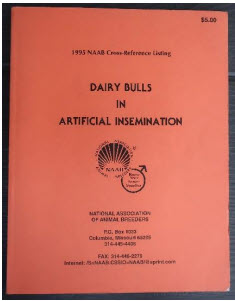 $5.00
1995 NAAB Cross-Reference Listing
DAIRY BULLS
IN
ARTIFICIAL INSEMINATION
NAAB
NATIONAL ASSOCIATION
OF ANIMAL BREEDERS
P.O. Box 1033
Columbia, Missouri 65205
314-445-4406
FAX: 314-446-2279